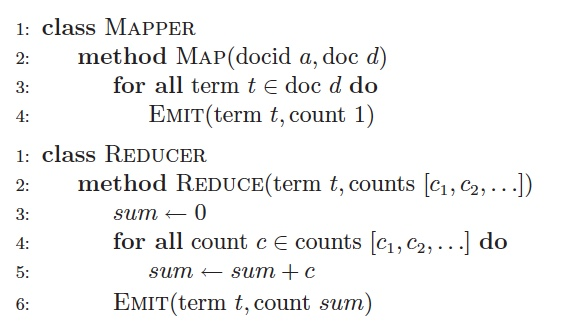 1: class MAPPER
2: method MAP(docid a, doc d)
3: for all term t ∈ doc d do
4: EMIT(term t, count 1)
1: class REDUCER
2: method REDUCE(term t, counts [c₁, c₂, . . .])
3: sum ← 0
4: for all count c ∈ counts [c₁, c₂, . . .] do
5: sum ← sum + c
6: EMIT(term t, count sum)